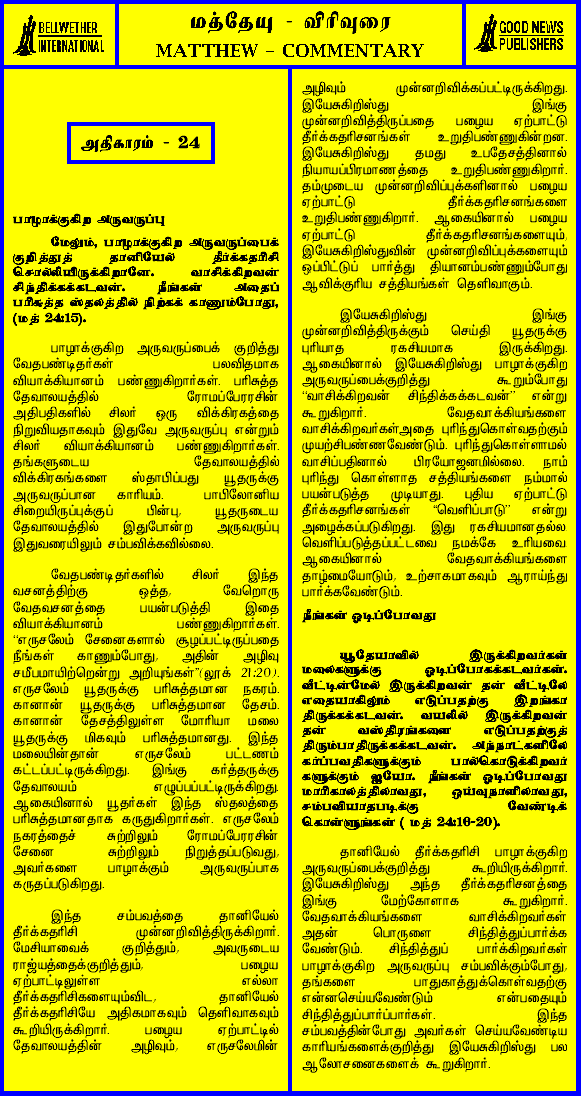 BELLWETHER
INTERNATIONAL
மத்தேயு - விரிவுரை
MATTHEW – COMMENTARY
GOOD NEWS
PUBLISHERS
அதிகாரம் - 24
பாழாக்குகிற அருவருப்பு
மேலும், பாழாக்குகிற அருவருப்பைக்
குறித்துத் தானியேல் தீர்க்கதரிசி
சொல்லியிருக்கிறானே. வாசிக்கிறவன்
சிந்திக்கக்கடவன். நீங்கள் அதைப்
பரிசுத்த ஸ்தலத்தில் நிற்கக் காணும்போது,
(மத் 24:15).
பாழாக்குகிற அருவருப்பைக் குறித்து
வேதபண்டிதர்கள் பலவிதமாக
வியாக்கியானம் பண்ணுகிறார்கள். பரிசுத்த
தேவாலயத்தில் ரோமப்பேரரசின்
அதிபதிகளில் சிலர் ஒரு விக்கிரகத்தை
நிறுவியதாகவும் இதுவே அருவருப்பு என்றும்
சிலர் வியாக்கியானம் பண்ணுகிறார்கள்.
தங்களுடைய தேவாலயத்தில்
விக்கிரகங்களை ஸ்தாபிப்பது யூதருக்கு
அருவருப்பான காரியம். பாபிலோனிய
சிறையிருப்புக்குப் பின்பு, யூதருடைய
தேவாலயத்தில் இதுபோன்ற அருவருப்பு
இதுவரையிலும் சம்பவிக்கவில்லை.
வேதபண்டிதர்களில் சிலர் இந்த
வசனத்திற்கு ஒத்த, வேறொரு
வேதவசனத்தை பயன்படுத்தி இதை
வியாக்கியானம் பண்ணுகிறார்கள்.
“எருசலேம் சேனைகளால் சூழப்பட்டிருப்பதை
நீங்கள் காணும்போது, அதின் அழிவு
சமீபமாயிற்றென்று அறியுங்கள்”(லூக் 21:20).
எருசலேம் யூதருக்கு பரிசுத்தமான நகரம்.
கானான் யூதருக்கு பரிசுத்தமான தேசம்.
கானான் தேசத்திலுள்ள மோரியா மலை
யூதருக்கு மிகவும் பரிசுத்தமானது. இந்த
மலையின்தான் எருசலேம் பட்டணம்
கட்டப்பட்டிருக்கிறது. இங்கு கர்த்தருக்கு
தேவாலயம் எழுப்பப்பட்டிருக்கிறது.
ஆகையினால் யூதர்கள் இந்த ஸ்தலத்தை
பரிசுத்தமானதாக கருதுகிறார்கள். எருசலேம்
நகரத்தைச் சுற்றிலும் ரோமப்பேரரசின்
சேனை சுற்றிலும் நிறுத்தப்படுவது,
அவர்களை பாழாக்கும் அருவருப்பாக
கருதப்படுகிறது.
இந்த சம்பவத்தை தானியேல்
தீர்க்கதரிசி முன்னறிவித்திருக்கிறார்.
மேசியாவைக் குறித்தும், அவருடைய
ராஜ்யத்தைக்குறித்தும், பழைய
ஏற்பாட்டிலுள்ள எல்லா
தீர்க்கதரிசிகளையும்விட, தானியேல்
தீர்க்கதரிசியே அதிகமாகவும் தெளிவாகவும்
கூறியிருக்கிறார். பழைய ஏற்பாட்டில்
தேவாலயத்தின் அழிவும், எருசலேமின்
அழிவும் முன்னறிவிக்கப்பட்டிருக்கிறது.
இயேசுகிறிஸ்து இங்கு
முன்னறிவித்திருப்பதை பழைய ஏற்பாட்டு
தீர்க்கதரிசனங்கள் உறுதிபண்ணுகின்றன.
இயேசுகிறிஸ்து தமது உபதேசத்தினால்
நியாயப்பிரமாணத்தை உறுதிபண்ணுகிறார்.
தம்முடைய முன்னறிவிப்புக்களினால் பழைய
ஏற்பாட்டு தீர்க்கதரிசனங்களை
உறுதிபண்ணுகிறார். ஆகையினால் பழைய
ஏற்பாட்டு தீர்க்கதரிசனங்களையும்,
இயேசுகிறிஸ்துவின் முன்னறிவிப்புக்களையும்
ஒப்பிட்டுப் பார்த்து தியானம்பண்ணும்போது
ஆவிக்குரிய சத்தியங்கள் தெளிவாகும்.
இயேசுகிறிஸ்து இங்கு
முன்னறிவித்திருக்கும் செய்தி யூதருக்கு
புரியாத ரகசியமாக இருக்கிறது.
ஆகையினால் இயேசுகிறிஸ்து பாழாக்குகிற
அருவருப்பைக்குறித்து கூறும்போது
“வாசிக்கிறவன் சிந்திக்கக்கடவன்” என்று
கூறுகிறார். வேதவாக்கியங்களை
வாசிக்கிறவர்கள்அதை புரிந்துகொள்வதற்கும்
முயற்சிபண்ணவேண்டும். புரிந்துகொள்ளாமல்
வாசிப்பதினால் பிரயோஜனமில்லை. நாம்
புரிந்து கொள்ளாத சத்தியங்களை நம்மால்
பயன்படுத்த முடியாது. புதிய ஏற்பாட்டு
தீர்க்கதரிசனங்கள் “வெளிப்பாடு” என்று
அழைக்கப்படுகிறது. இது ரகசியமானதல்ல.
வெளிப்படுத்தப்பட்டவை நமக்கே உரியவை.
ஆகையினால் வேதவாக்கியங்களை
தாழ்மையோடும், உற்சாகமாகவும் ஆராய்ந்து
பார்க்கவேண்டும்.
நீங்கள் ஓடிப்போவது
யூதேயாவில் இருக்கிறவர்கள்
மலைகளுக்கு ஓடிப்போகக்கடவர்கள்.
வீட்டின்மேல் இருக்கிறவன் தன் வீட்டிலே
எதையாகிலும் எடுப்பதற்கு இறங்கா
திருக்கக்கடவன். வயலில் இருக்கிறவன்
தன் வஸ்திரங்களை எடுப்பதற்குத்
திரும்பாதிருக்கக்கடவன். அந்நாட்களிலே
கர்ப்பவதிகளுக்கும் பால்கொடுக்கிறவர்
களுக்கும் ஐயோ. நீங்கள் ஓடிப்போவது
மாரிகாலத்திலாவது, ஓய்வுநாளிலாவது,
சம்பவியாதபடிக்கு வேண்டிக்
கொள்ளுங்கள் ( மத் 24:16-20).
தானியேல் தீர்க்கதரிசி பாழாக்குகிற
அருவருப்பைக்குறித்து கூறியிருக்கிறார்.
இயேசுகிறிஸ்து அந்த தீர்க்கதரிசனத்தை
இங்கு மேற்கோளாக கூறுகிறார்.
வேதவாக்கியங்களை வாசிக்கிறவர்கள்
அதன் பொருளை சிந்தித்துப்பார்க்க
வேண்டும். சிந்தித்துப் பார்க்கிறவர்கள்
பாழாக்குகிற அருவருப்பு சம்பவிக்கும்போது,
தங்களை பாதுகாத்துக்கொள்வதற்கு
என்னசெய்யவேண்டும் என்பதையும்
சிந்தித்துப்பார்ப்பார்கள். இந்த
சம்பவத்தின்போது அவர்கள் செய்யவேண்டிய
காரியங்களைக்குறித்து இயேசுகிறிஸ்து பல
ஆலோசனைகளைக் கூறுகிறார்.